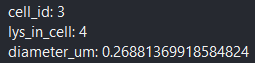 cell_id: 3
lys_in_cell: 4
diameter_um: 0.26881369918584824